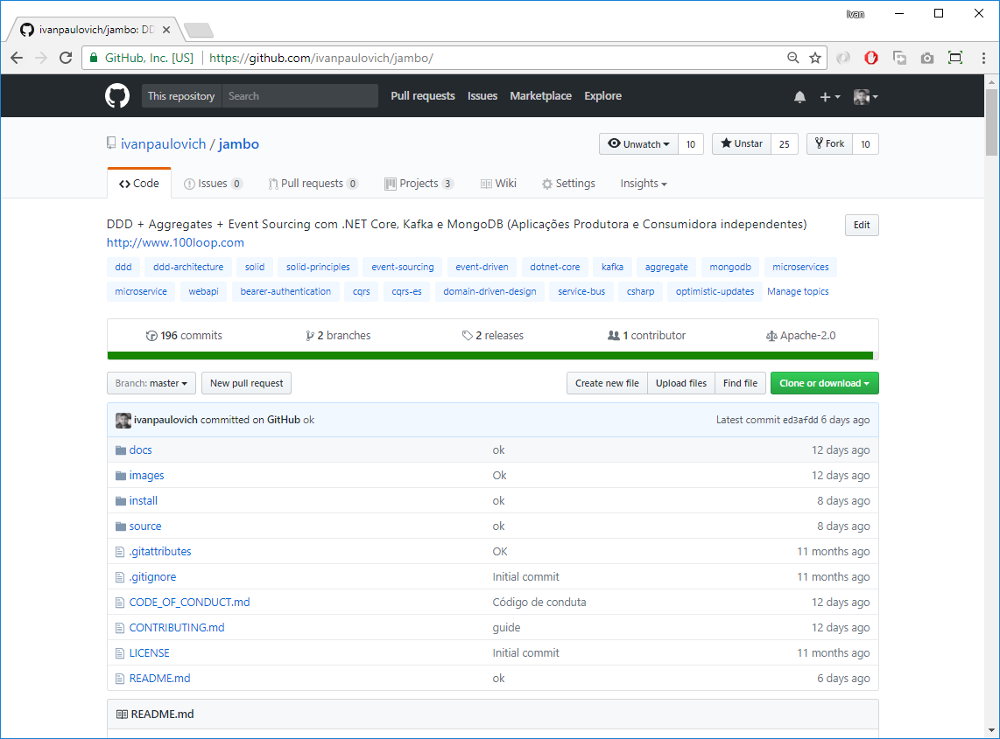 Ivan
ivanpaulovich/jambo: DD
GitHub, Inc. [US] https://github.com/ivanpaulovich/jambo/
This repository Search Pull requests Issues Marketplace Explore
ivanpaulovich / jambo Unwatch 10 Unstar 25 Fork 10
Code Issues 0 Pull requests 0 Projects 3 Wiki Settings Insights
DDD + Aggregates + Event Sourcing com .NET Core, Kafka e MongoDB (Aplicações Produtora e Consumidora independentes) Edit
http://www.100loop.com
ddd ddd-architecture solid solid-principles event-sourcing event-driven dotnet-core kafka aggregate mongodb microservices
microservice webapi bearer-authentication cqrs cqrs-es domain-driven-design service-bus csharp optimistic-updates Manage topics
196 commits 2 branches 2 releases 1 contributor Apache-2.0
Branch: master New pull request Create new file Upload files Find file Clone or download
ivanpaulovich committed on GitHub ok Latest commit ed3afdd 6 days ago
docs ok 12 days ago
images Ok 12 days ago
install ok 8 days ago
source ok 8 days ago
.gitattributes OK 11 months ago
.gitignore Initial commit 11 months ago
CODE_OF_CONDUCT.md Código de conduta 12 days ago
CONTRIBUTING.md guide 12 days ago
LICENSE Initial commit 11 months ago
README.md ok 6 days ago
README.md